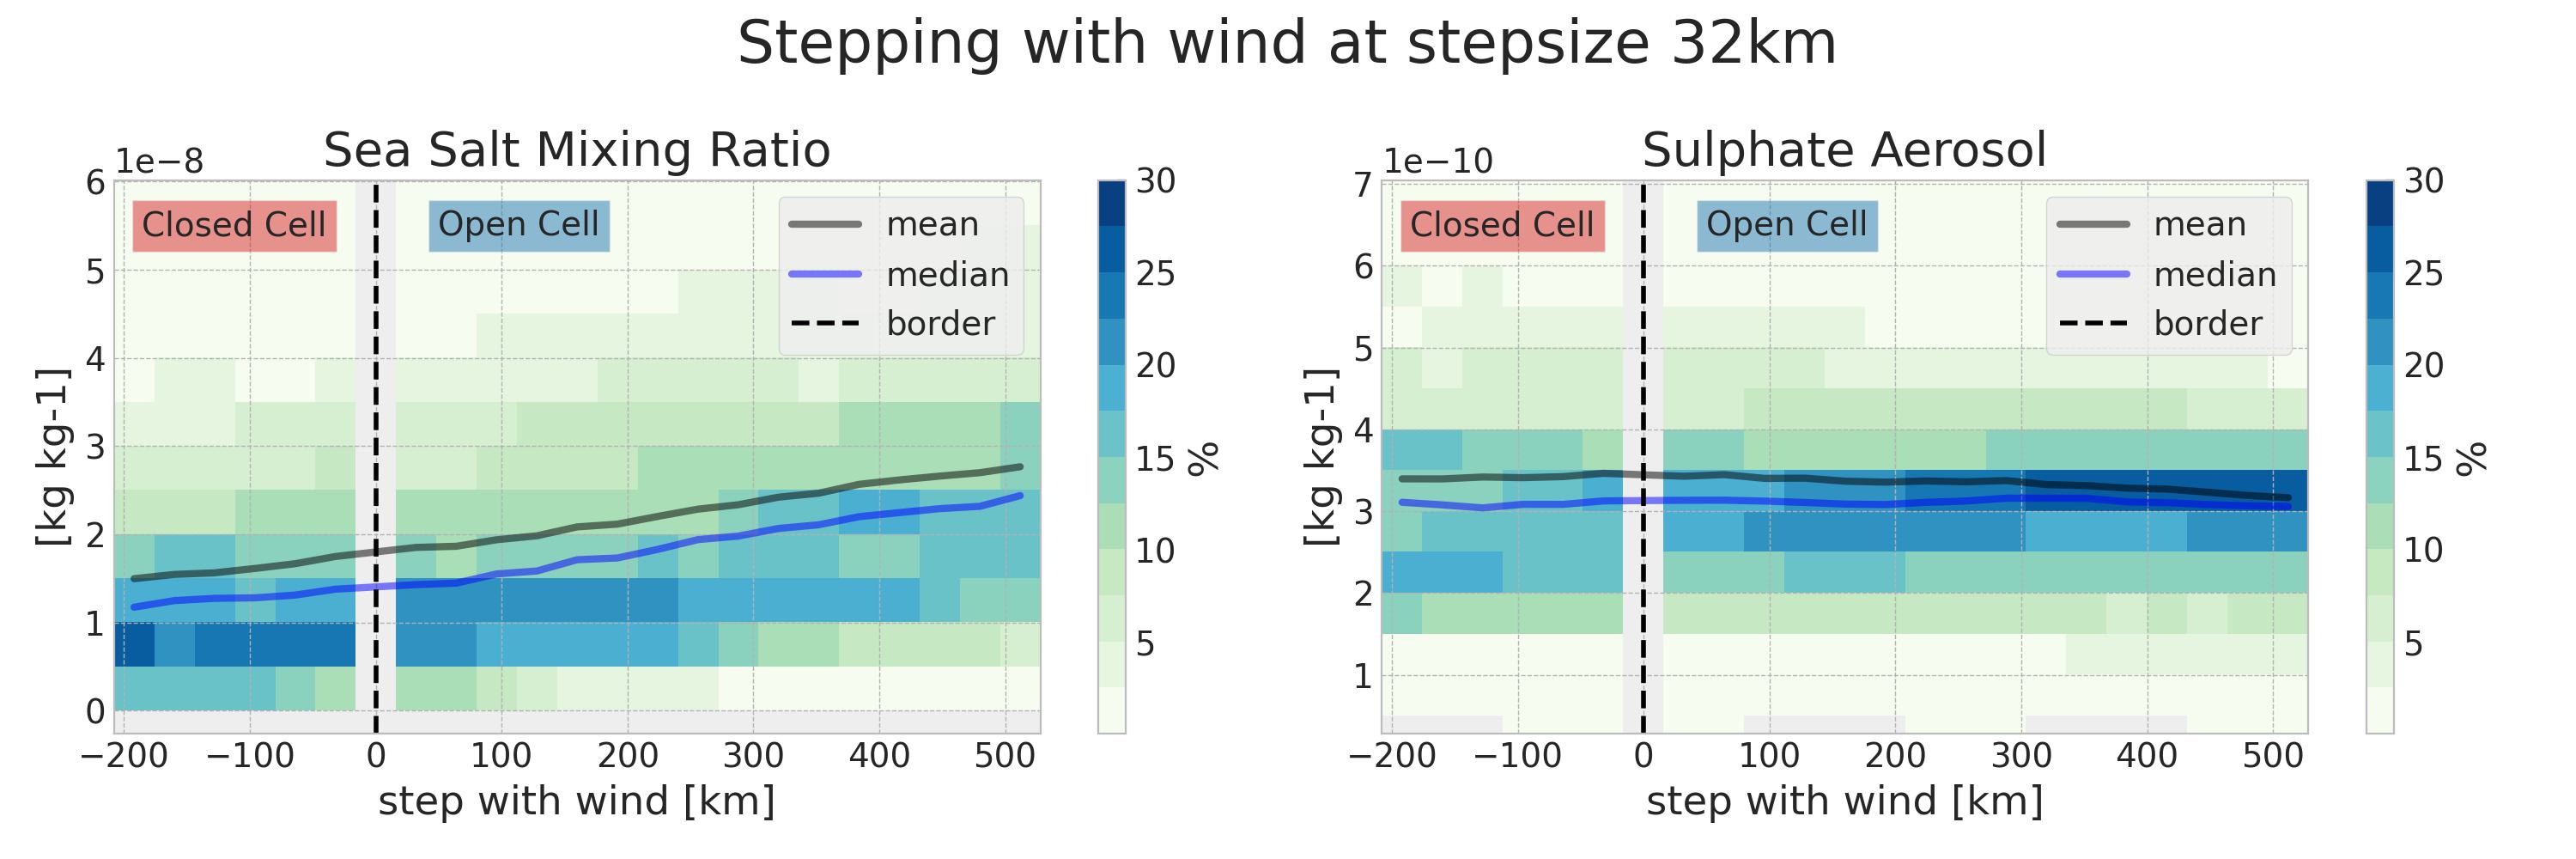 Stepping with wind at stepsize 32km
Sea Salt Mixing Ratio
1e−8
Closed Cell
Open Cell
mean
median
border
6
5
4
3
2
1
0
[kg kg-1]
−200 −100 0 100 200 300 400 500
step with wind [km]
30
25
20
15
10
5
%
Sulphate Aerosol
1e−10
Closed Cell
Open Cell
mean
median
border
7
6
5
4
3
2
1
[kg kg-1]
−200 −100 0 100 200 300 400 500
step with wind [km]
30
25
20
15
10
5
%